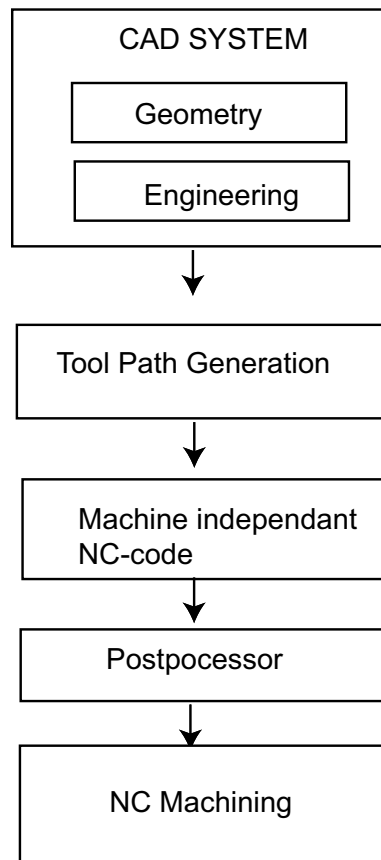 CAD SYSTEM
Geometry
Engineering
Tool Path Generation
Machine independant
NC-code
Postpocessor
NC Machining